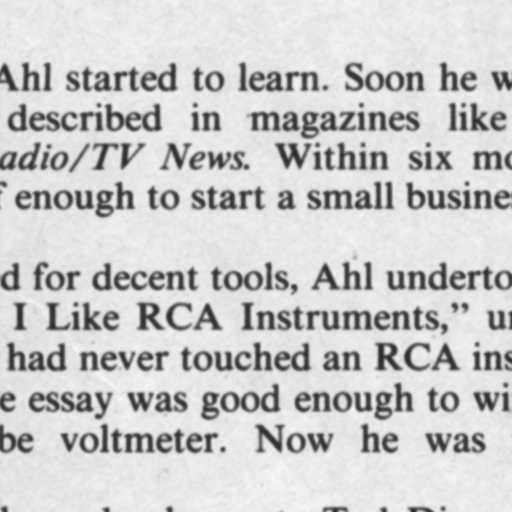 Ahl started to learn. Soon he w
described in magazines like
adio/TV News. Within six mo
f enough to start a small busine
d for decent tools, Ahl underto
I Like RCA Instruments,” un
had never touched an RCA ins
e essay was good enough to wi
be voltmeter. Now he was